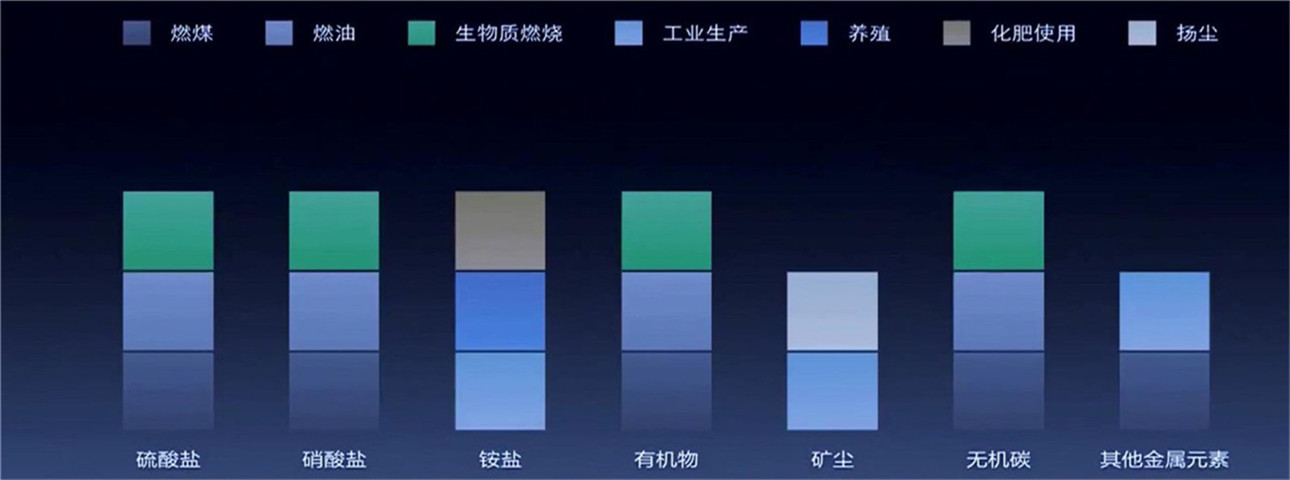 燃煤 燃油 生物质燃烧 工业生产 养殖 化肥使用 扬尘
硫酸盐 硝酸盐 铵盐 有机物 矿尘 无机碳 其他金属元素